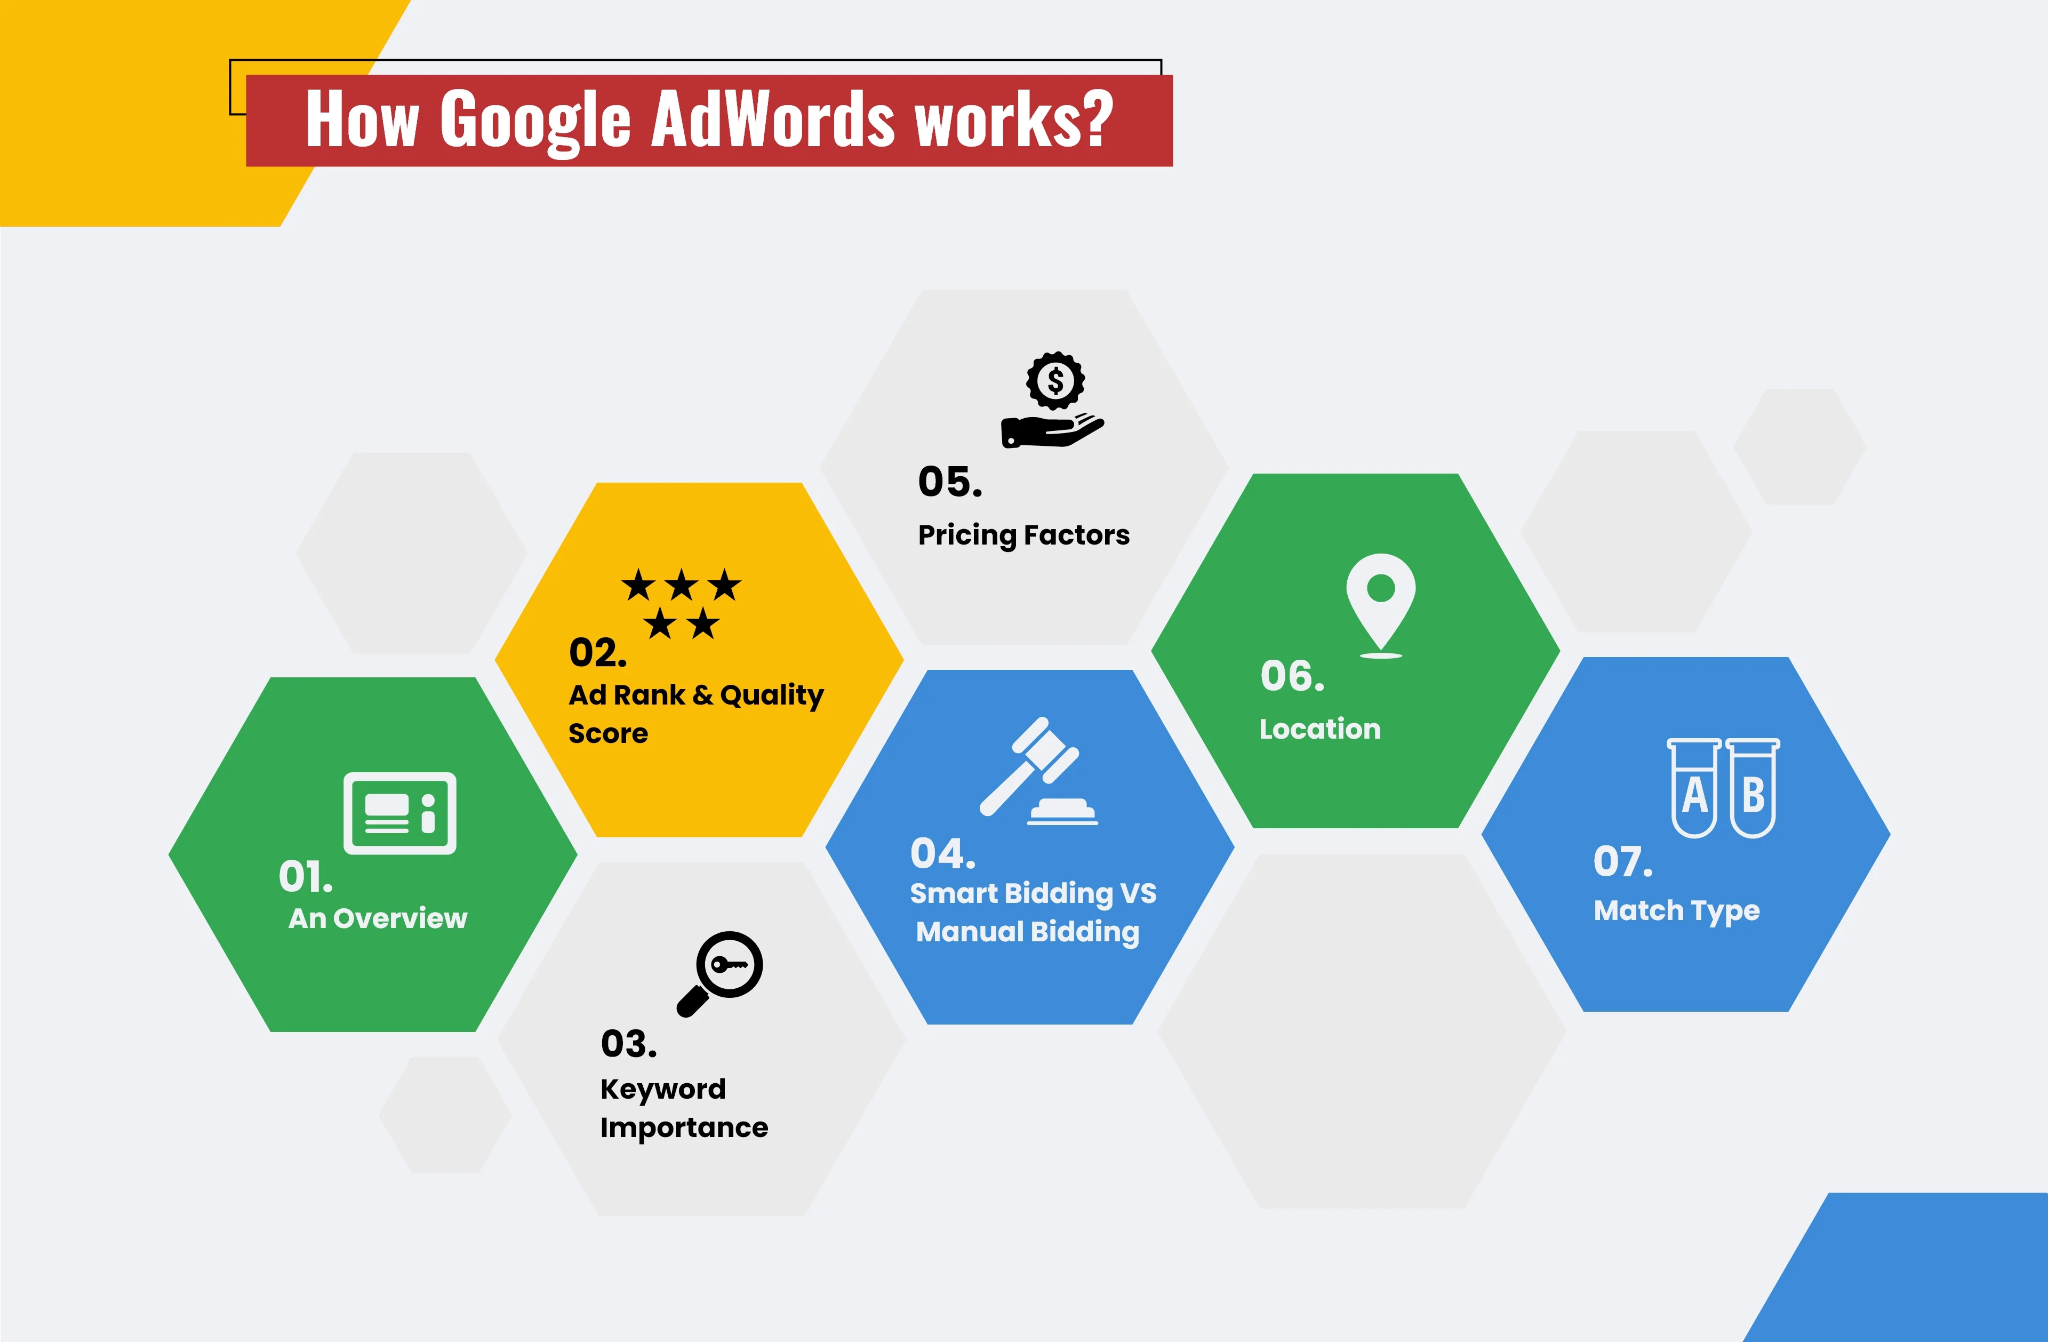 How Google AdWords works?
01.
An Overview
02.
Ad Rank & Quality
Score
03.
Keyword
Importance
04.
Smart Bidding VS
Manual Bidding
05.
Pricing Factors
$
06.
Location
07.
Match Type
A B